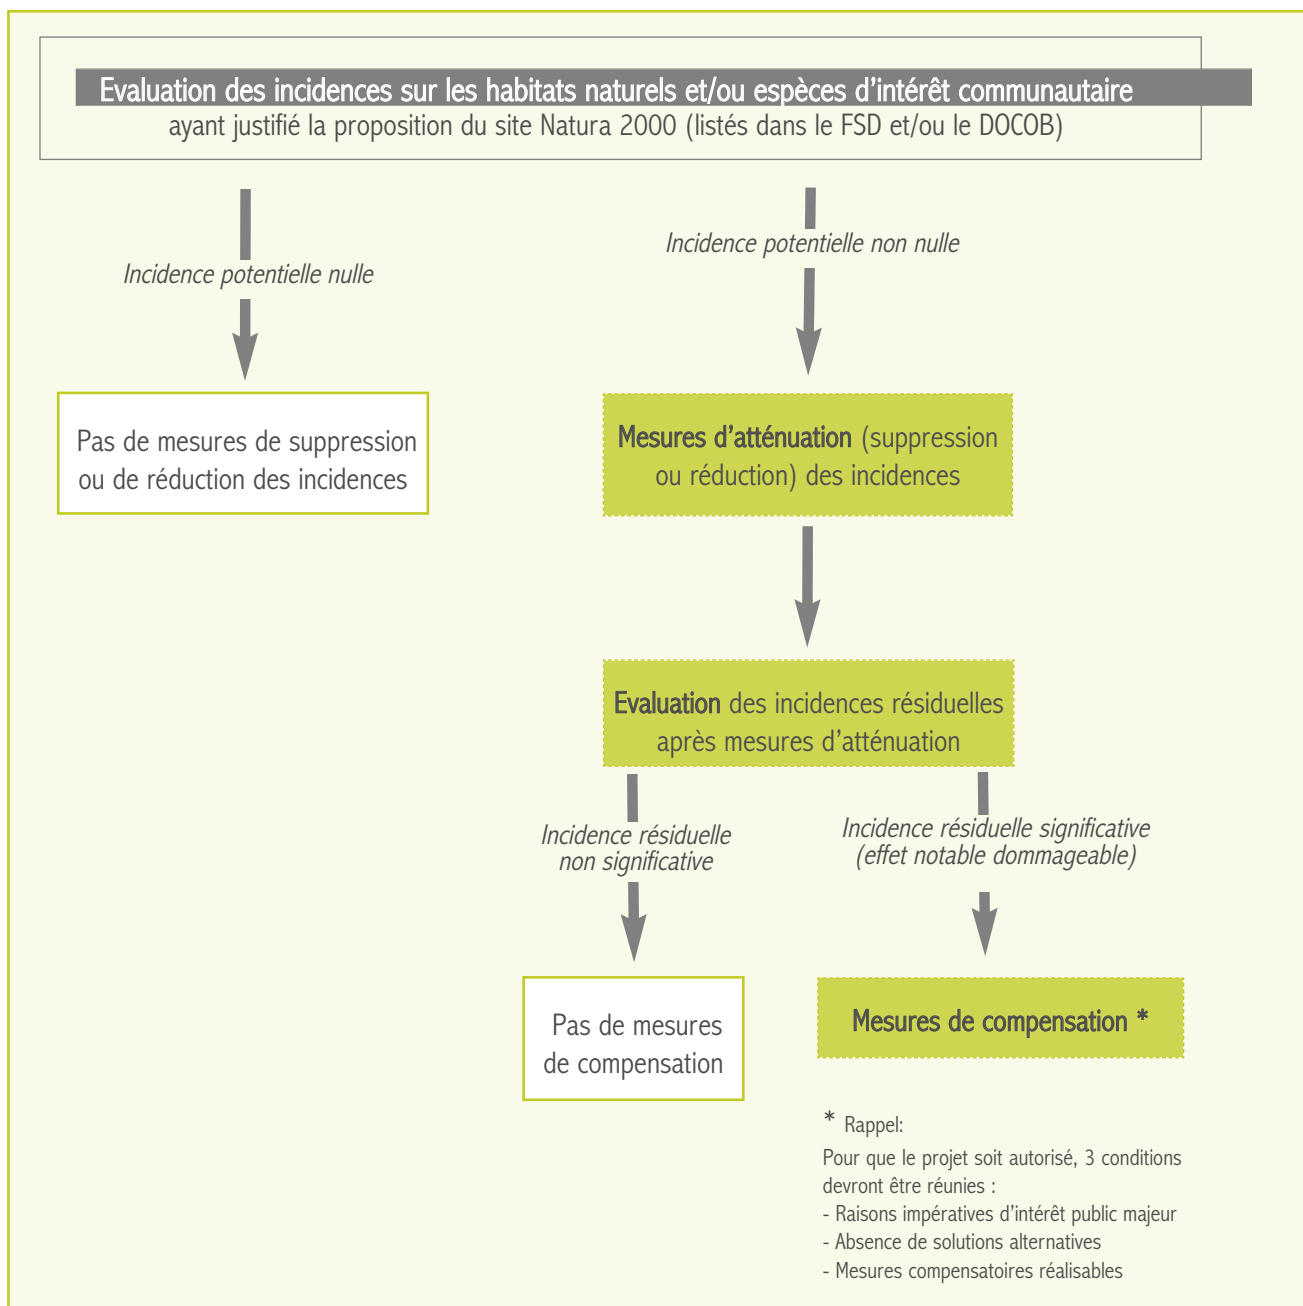 Evaluation des incidences sur les habitats naturels et/ou espèces d'intérêt communautaire
ayant justifié la proposition du site Natura 2000 (listés dans le FSD et/ou le DOCOB)
Incidence potentielle nulle
Incidence potentielle non nulle
Pas de mesures de suppression
ou de réduction des incidences
Mesures d'atténuation (suppression
ou réduction) des incidences
Evaluation des incidences résiduelles
après mesures d'atténuation
Incidence résiduelle
non significative
Incidence résiduelle significative
(effet notable dommageable)
Pas de mesures
de compensation
Mesures de compensation *
* Rappel:
Pour que le projet soit autorisé, 3 conditions
devront être réunies :
- Raisons impératives d'intérêt public majeur
- Absence de solutions alternatives
- Mesures compensatoires réalisables